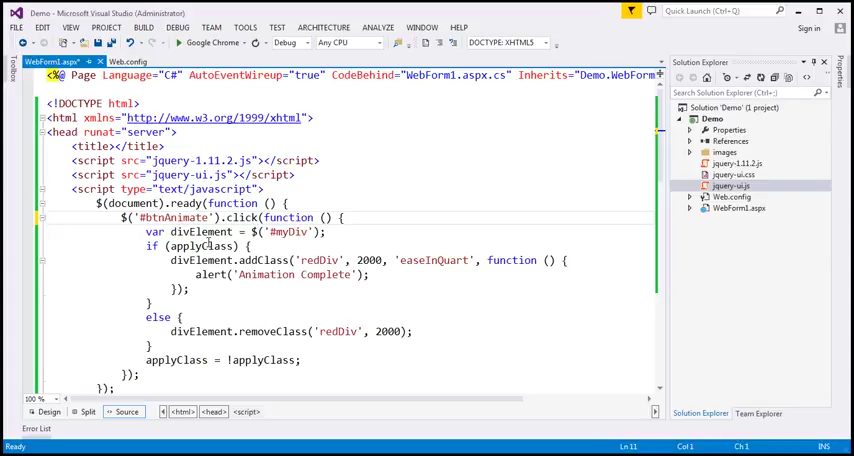 Demo - Microsoft Visual Studio (Administrator)
Quick Launch (Ctrl+Q)
FILE EDIT VIEW PROJECT BUILD DEBUG TEAM TOOLS TEST ARCHITECTURE ANALYZE WINDOW HELP
Sign in
Google Chrome Debug Any CPU DOCTYPE: XHTML5
Toolbox
WebForm1.aspx* Web.config
<%@ Page Language="C#" AutoEventWireup="true" CodeBehind="WebForm1.aspx.cs" Inherits="Demo.WebForm
<!DOCTYPE html>
<html xmlns="http://www.w3.org/1999/xhtml">
<head runat="server">
<title></title>
<script src="jquery-1.11.2.js"></script>
<script src="jquery-ui.js"></script>
<script type="text/javascript">
$(document).ready(function () {
$('#btnAnimate').click(function () {
var divElement = $('#myDiv');
if (applyClass) {
divElement.addClass('redDiv', 2000, 'easeInQuart', function () {
alert('Animation Complete');
});
}
else {
divElement.removeClass('redDiv', 2000);
}
applyClass = !applyClass;
});
});
100 %
Design Split Source <html> <head> <script>
Error List
Solution Explorer
Search Solution Explorer (Ctrl+;)
Solution 'Demo' (1 project)
Demo
Properties
References
images
jquery-1.11.2.js
jquery-ui.css
jquery-ui.js
Web.config
WebForm1.aspx
Solution Explorer Team Explorer
Properties
Ready Ln 11 Col 1 Ch 1 INS